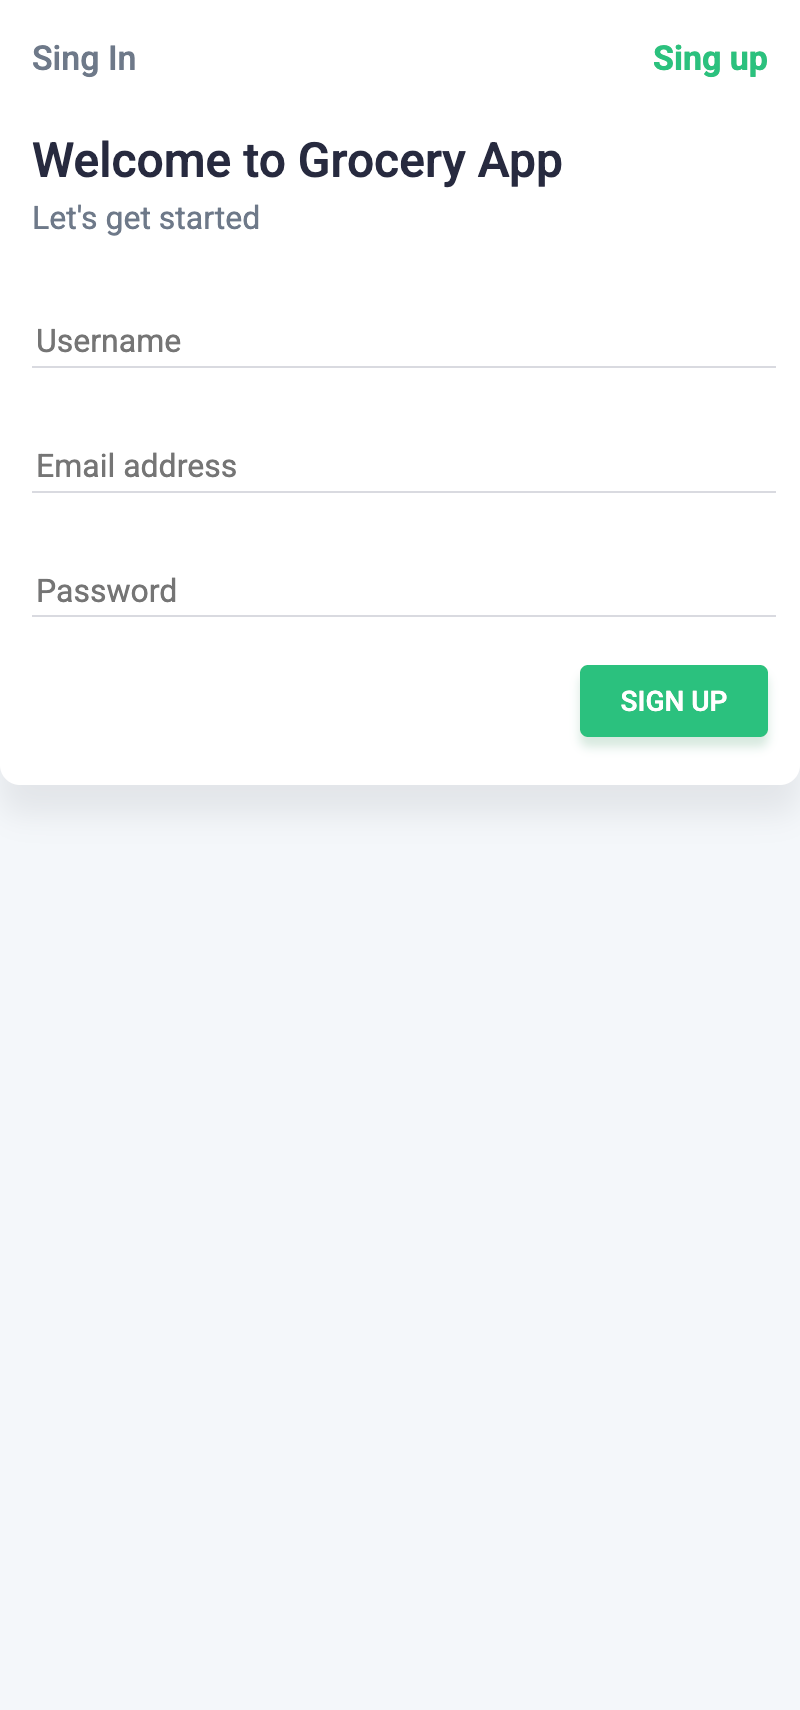 Sing In
Sing up
Welcome to Grocery App
Let's get started
Username
Email address
Password
SIGN UP